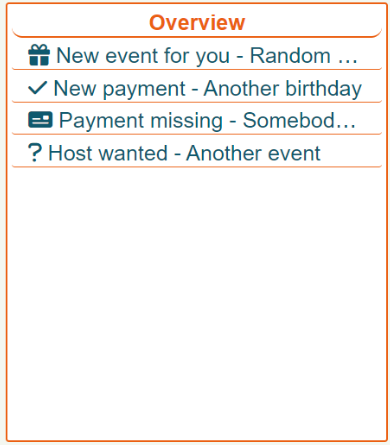 Overview
New event for you - Random ...
New payment - Another birthday
Payment missing - Somebod...
? Host wanted - Another event